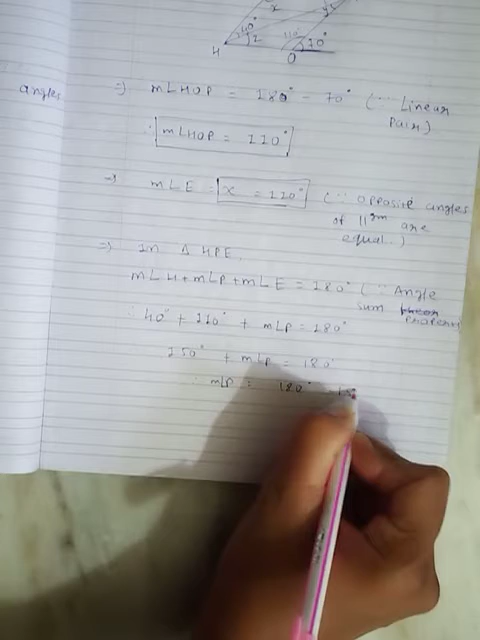 x y
40° z 110° 70°
H O
angles
=> m∠HOP = 180° - 70° (∵ Linear
Pair)
∴ m∠HOP = 110°
=> m∠E : x = 110° (∵ opposite angles
of ||gm are
equal.)
=> In Δ HPE,
m∠H + m∠P + m∠E = 180° (∵ Angle
sum property
∴ 40° + 110° + m∠P = 180°
150° + m∠P = 180°
∴ m∠P = 180° - 15